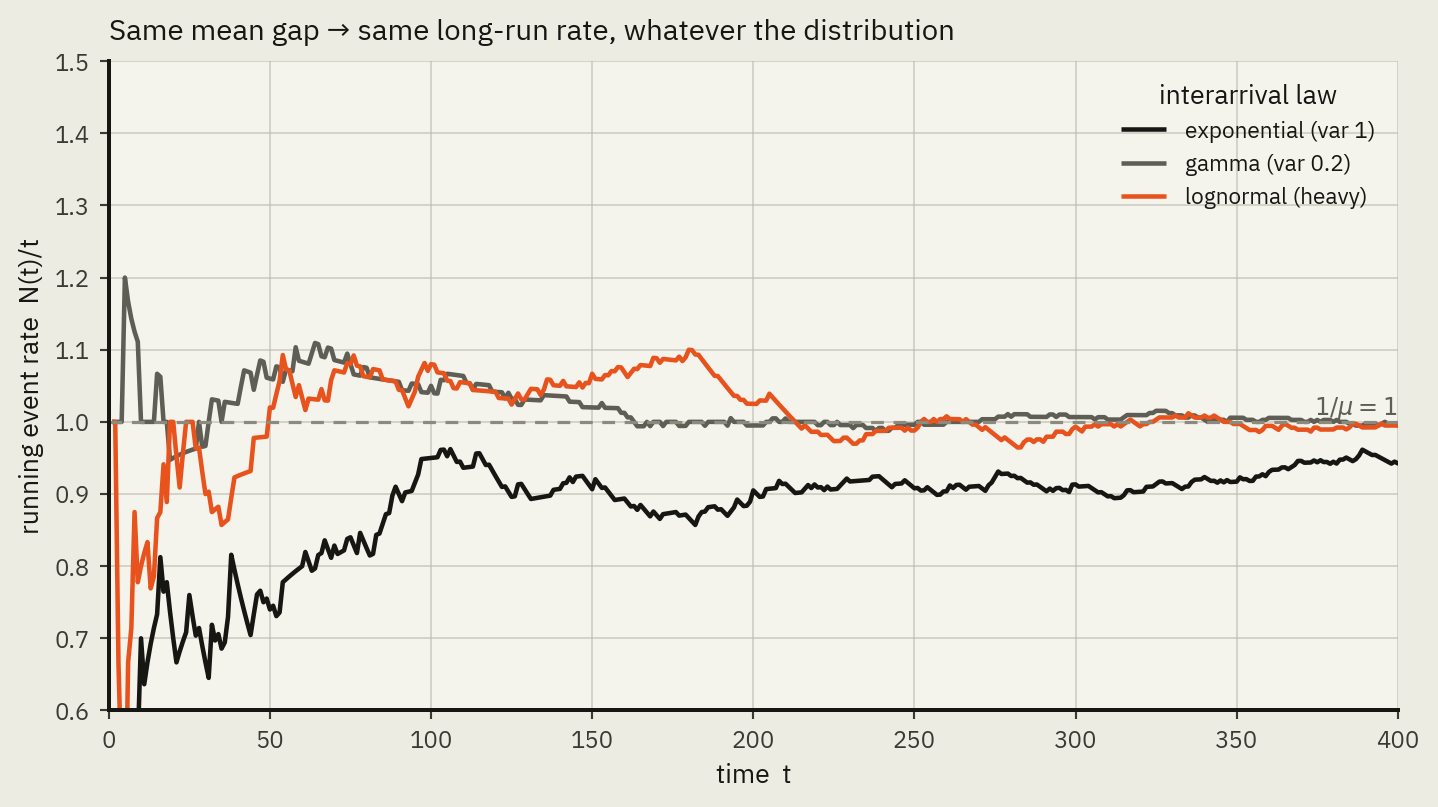 Same mean gap → same long-run rate, whatever the distribution
running event rate N(t)/t
1.5
1.4
1.3
1.2
1.1
1.0
0.9
0.8
0.7
0.6
interarrival law
exponential (var 1)
gamma (var 0.2)
lognormal (heavy)
1/μ = 1
0 50 100 150 200 250 300 350 400
time t